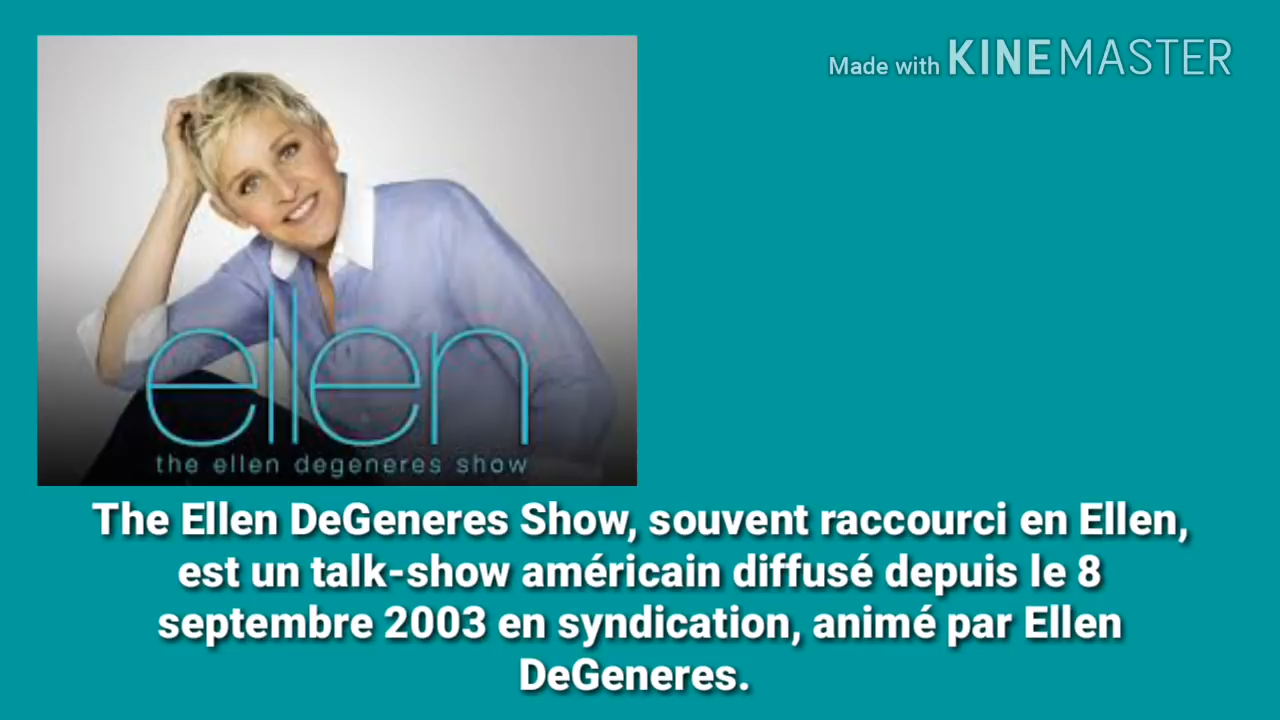 Made with KINEMASTER
ellen
the ellen degeneres show
The Ellen DeGeneres Show, souvent raccourci en Ellen,
est un talk-show américain diffusé depuis le 8
septembre 2003 en syndication, animé par Ellen
DeGeneres.